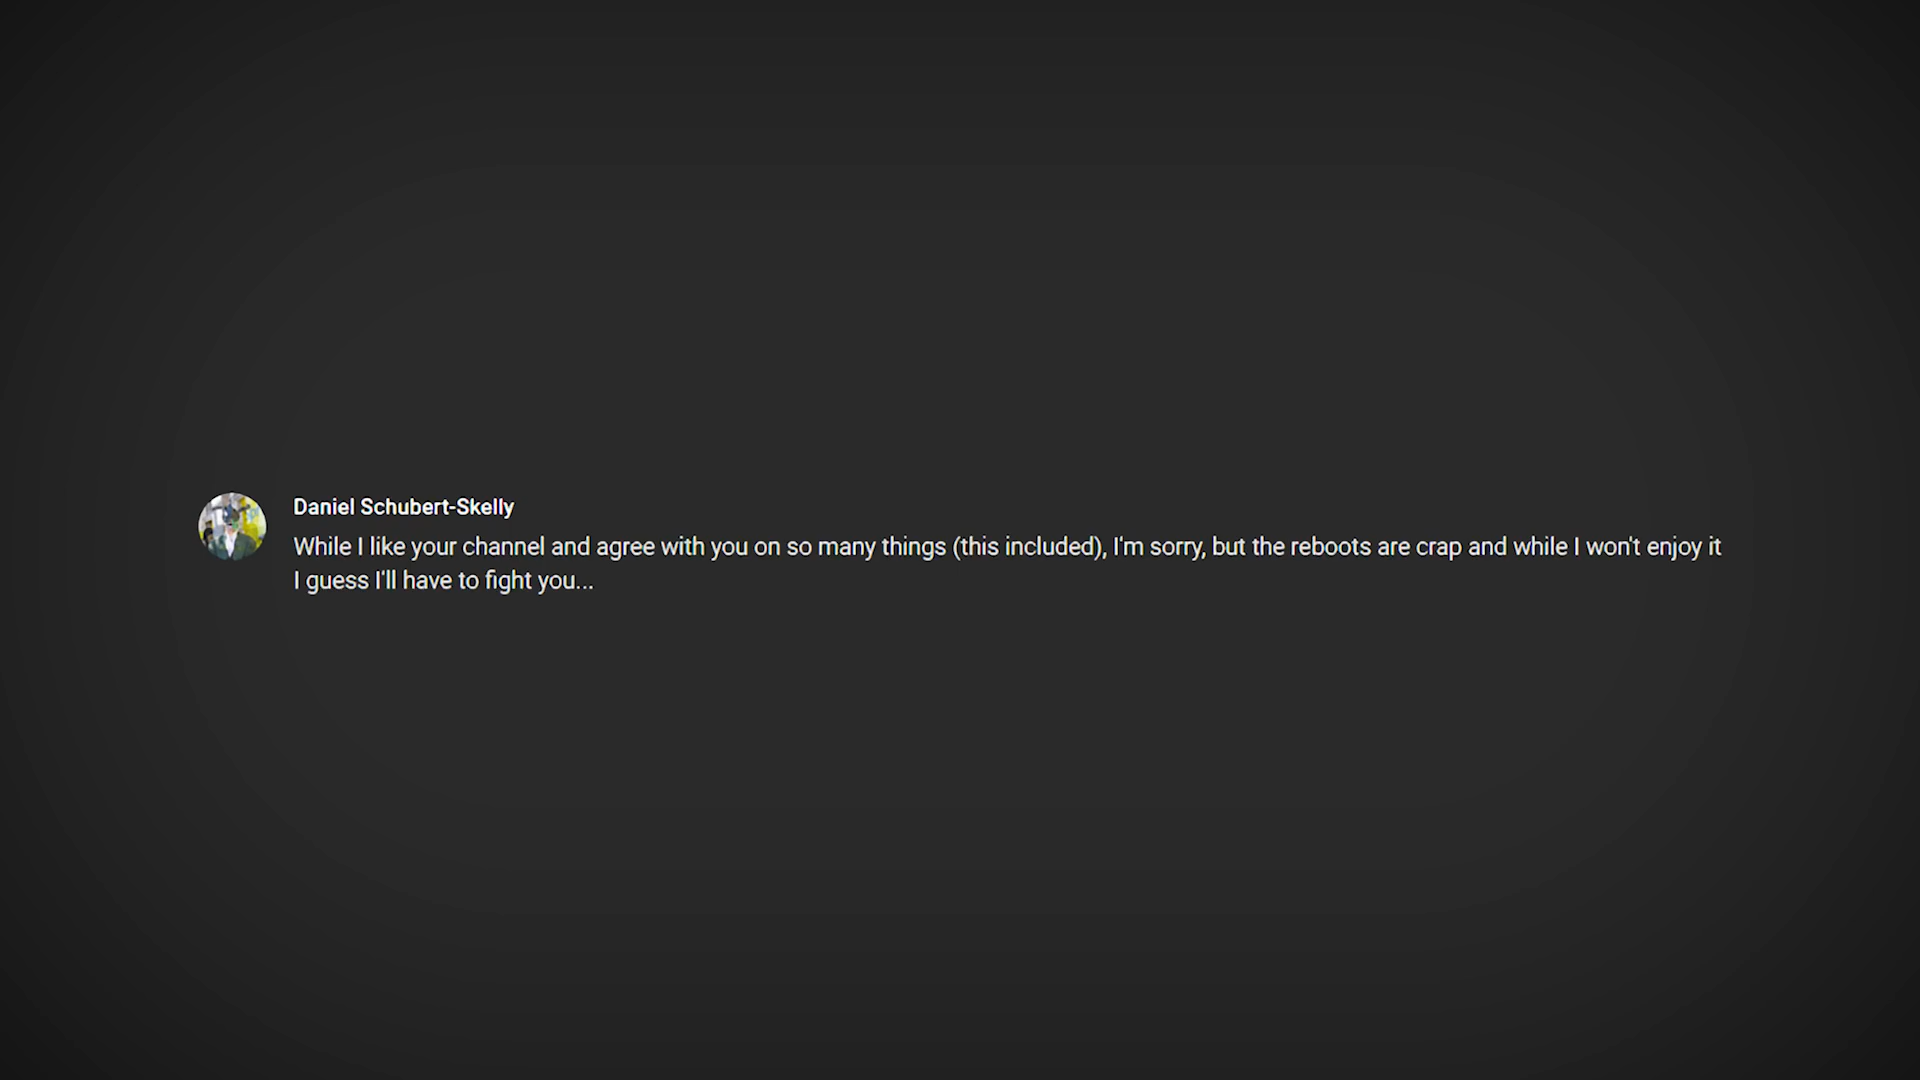 Daniel Schubert-Skelly
While I like your channel and agree with you on so many things (this included), I'm sorry, but the reboots are crap and while I won't enjoy it
I guess I'll have to fight you...